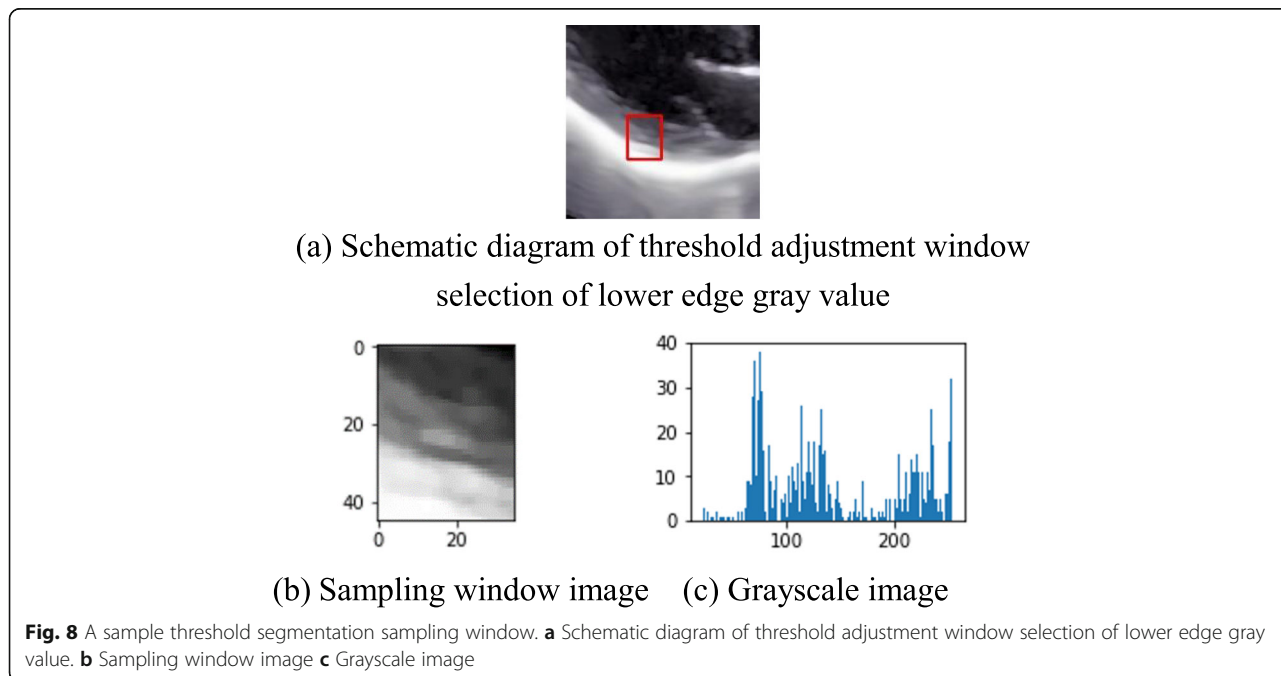 (a) Schematic diagram of threshold adjustment window
selection of lower edge gray value
0
20
40
0 20
40
30
20
10
0
100 200
(b) Sampling window image (c) Grayscale image
Fig. 8 A sample threshold segmentation sampling window. a Schematic diagram of threshold adjustment window selection of lower edge gray
value. b Sampling window image c Grayscale image